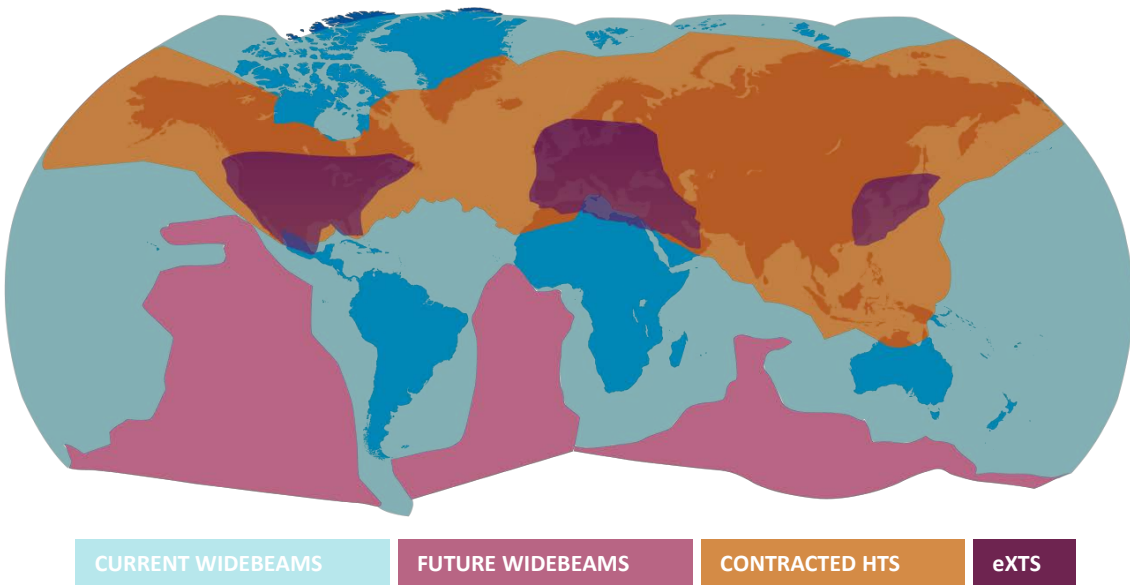 CURRENT WIDEBEAMS
FUTURE WIDEBEAMS
CONTRACTED HTS
eXTS